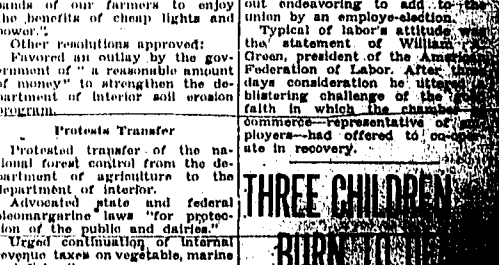 of our farmers to enjoy
the benefits of cheap lights and
power."
Other resolutions approved:
Favored an outlay by the gov-
ernment of "a reasonable amount
of money" to strengthen the de-
partment of interior soil erosion
program.
Protests Transfer
Protested transfer of the na-
tional forest control from the de-
partment of agriculture to the
department of interior.
Advocated state and federal
oleomargarine laws "for protec-
tion of the public and dairies."
Urged continuation of internal
revenue taxes on vegetable, marine
out endeavoring to add to the
union by an employe-election.
Typical of labor's attitude was
the statement of William
Green, president of the American
Federation of Labor. After
days consideration he uttered a
blistering challenge of the
faith in which the chamber
commerce—representative of
ployers—had offered to co-oper-
ate in recovery.
THREE CHILDREN
BURN TO